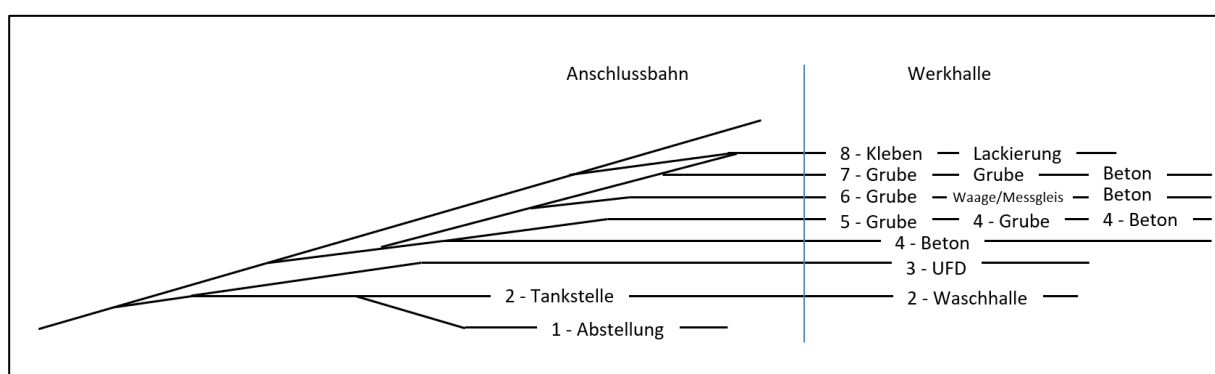 Anschlussbahn Werkhalle
8 - Kleben Lackierung
7 - Grube Grube Beton
6 - Grube Waage/Messgleis Beton
5 - Grube 4 - Grube 4 - Beton
4 - Beton
3 - UFD
2 - Tankstelle 2 - Waschhalle
1 - Abstellung